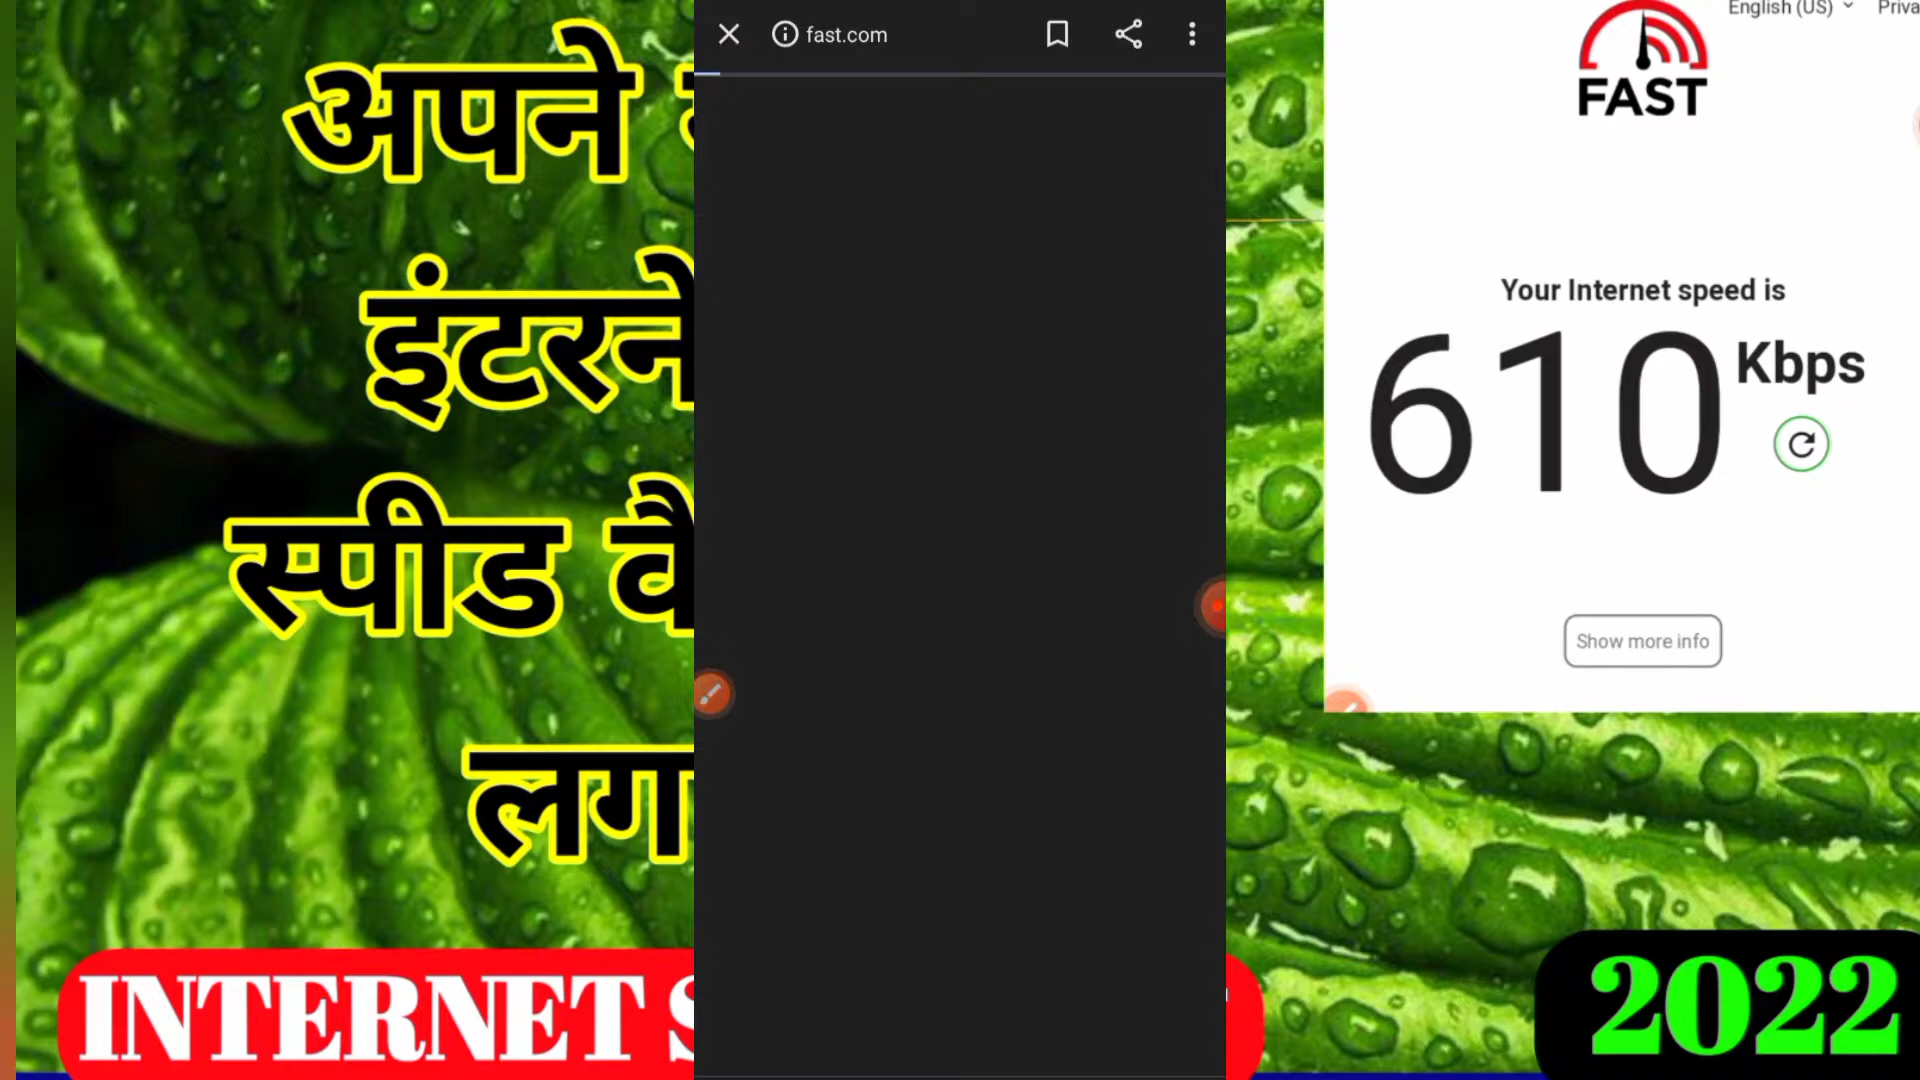 अपने
इंटरने
स्पीड
लग
INTERNET S
fast.com
English (US)
FAST
Your Internet speed is
610 Kbps
Show more info
2022